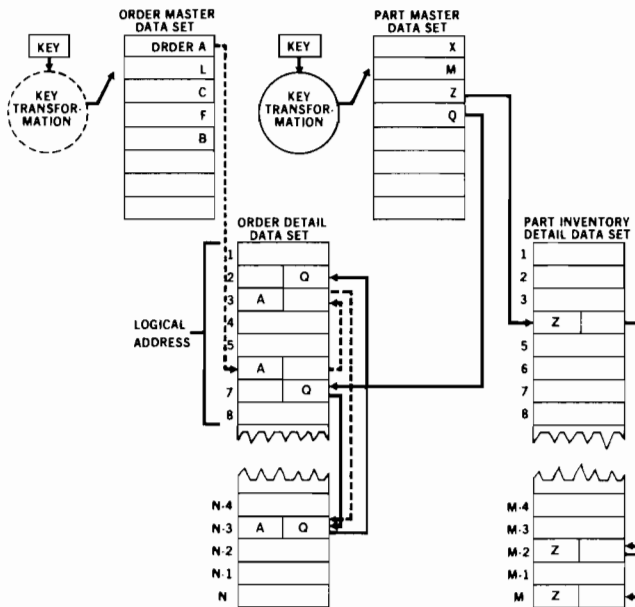 ORDER MASTER
DATA SET
PART MASTER
DATA SET
KEY
DRDER A
KEY
X
L
M
KEY
TRANSFOR-
MATION
C
KEY
TRANSFOR-
MATION
Z
F
Q
B
ORDER DETAIL
DATA SET
PART INVENTORY
DETAIL DATA SET
LOGICAL
ADDRESS
1
2 Q
3 A
4
5
A
7 Q
8
N-4
N-3 A Q
N-2
N-1
N
1
2
3
Z
5
6
7
8
M-4
M-3
M-2 Z
M-1
M Z